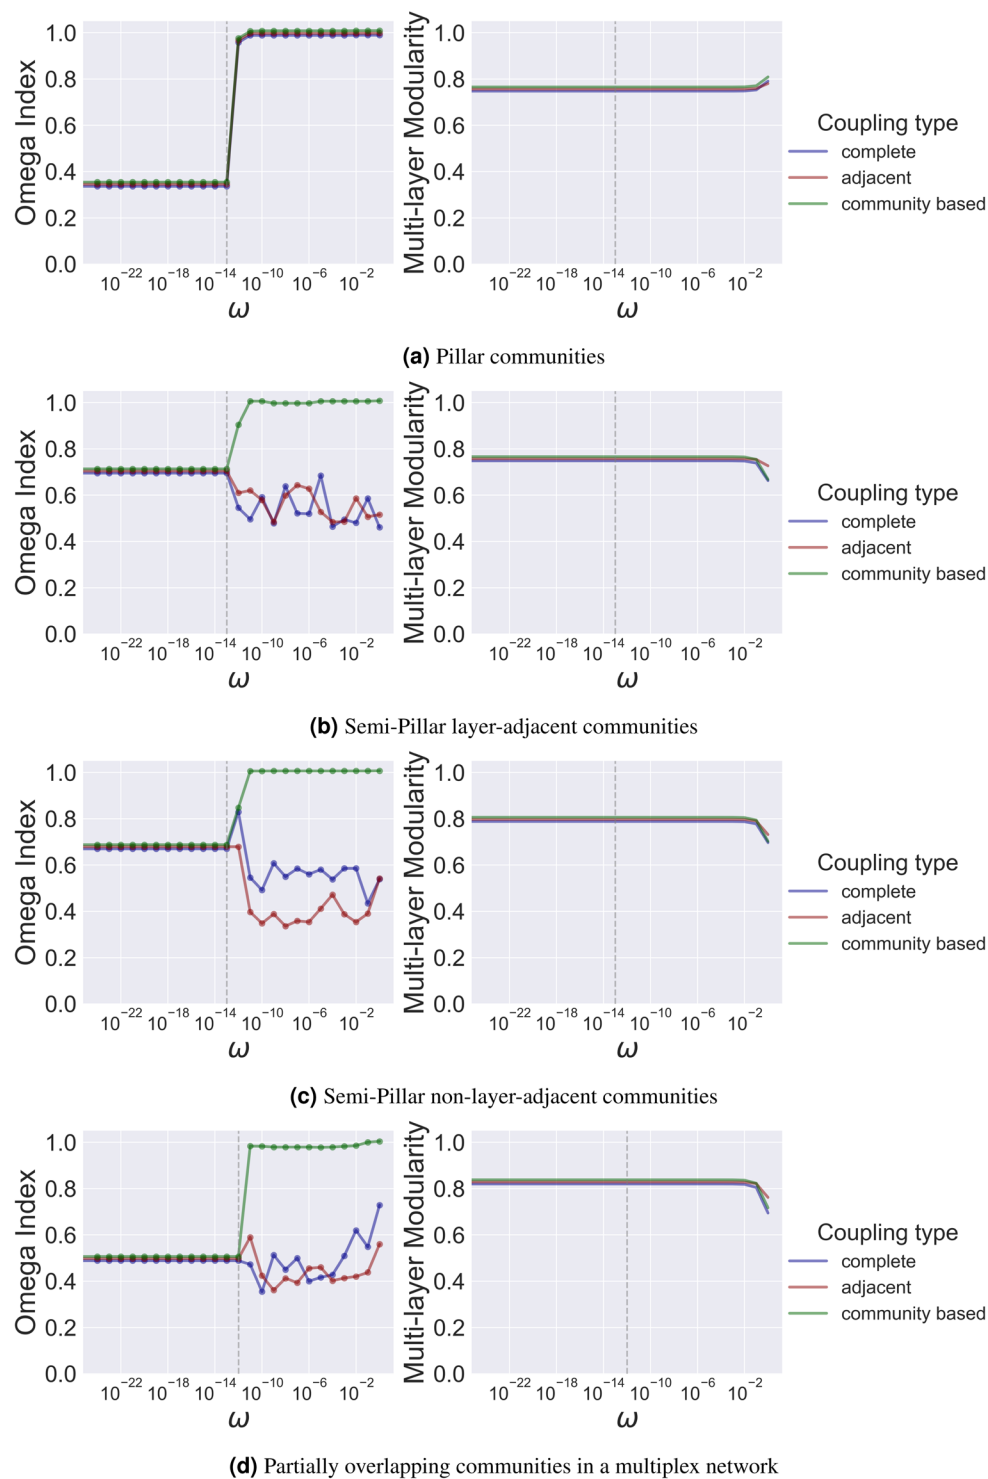 Omega Index
1.0
0.8
0.6
0.4
0.2
0.0
10⁻²² 10⁻¹⁸ 10⁻¹⁴ 10⁻¹⁰ 10⁻⁶ 10⁻²
ω
Multi-layer Modularity
1.0
0.8
0.6
0.4
0.2
0.0
10⁻²² 10⁻¹⁸ 10⁻¹⁴ 10⁻¹⁰ 10⁻⁶ 10⁻²
ω
Coupling type
complete
adjacent
community based
(a) Pillar communities
Omega Index
1.0
0.8
0.6
0.4
0.2
0.0
10⁻²² 10⁻¹⁸ 10⁻¹⁴ 10⁻¹⁰ 10⁻⁶ 10⁻²
ω
Multi-layer Modularity
1.0
0.8
0.6
0.4
0.2
0.0
10⁻²² 10⁻¹⁸ 10⁻¹⁴ 10⁻¹⁰ 10⁻⁶ 10⁻²
ω
Coupling type
complete
adjacent
community based
(b) Semi-Pillar layer-adjacent communities
Omega Index
1.0
0.8
0.6
0.4
0.2
0.0
10⁻²² 10⁻¹⁸ 10⁻¹⁴ 10⁻¹⁰ 10⁻⁶ 10⁻²
ω
Multi-layer Modularity
1.0
0.8
0.6
0.4
0.2
0.0
10⁻²² 10⁻¹⁸ 10⁻¹⁴ 10⁻¹⁰ 10⁻⁶ 10⁻²
ω
Coupling type
complete
adjacent
community based
(c) Semi-Pillar non-layer-adjacent communities
Omega Index
1.0
0.8
0.6
0.4
0.2
0.0
10⁻²² 10⁻¹⁸ 10⁻¹⁴ 10⁻¹⁰ 10⁻⁶ 10⁻²
ω
Multi-layer Modularity
1.0
0.8
0.6
0.4
0.2
0.0
10⁻²² 10⁻¹⁸ 10⁻¹⁴ 10⁻¹⁰ 10⁻⁶ 10⁻²
ω
Coupling type
complete
adjacent
community based
(d) Partially overlapping communities in a multiplex network